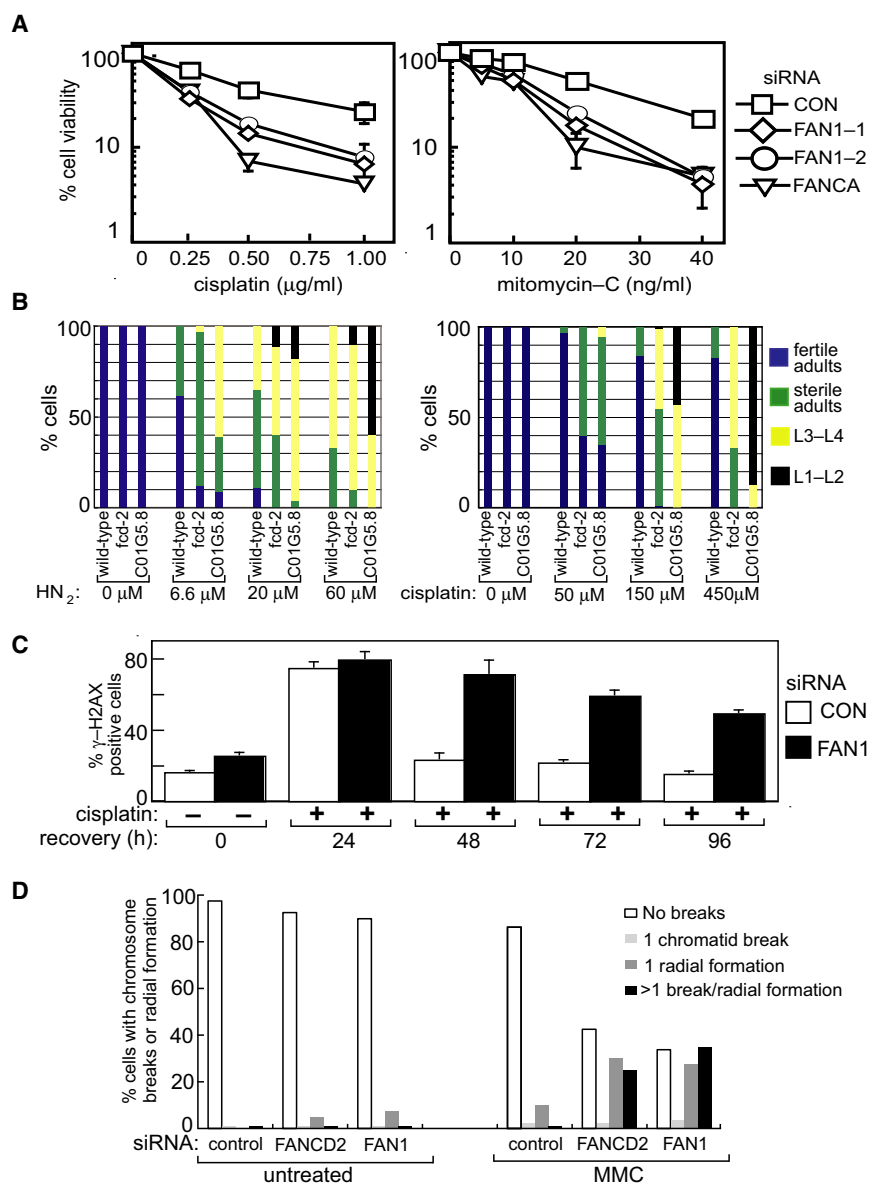 A
100
10
1
% cell viability
0 0.25 0.50 0.75 1.00
cisplatin (μg/ml)
100
10
1
0 10 20 30 40
mitomycin–C (ng/ml)
siRNA
CON
FAN1–1
FAN1–2
FANCA
B
100
50
0
% cells
wild-type
fcd-2
C01G5.8
wild-type
fcd-2
C01G5.8
wild-type
fcd-2
C01G5.8
wild-type
fcd-2
C01G5.8
HN2: 0 μM 6.6 μM 20 μM 60 μM
100
50
0
% cells
wild-type
fcd-2
C01G5.8
wild-type
fcd-2
C01G5.8
wild-type
fcd-2
C01G5.8
wild-type
fcd-2
C01G5.8
cisplatin: 0 μM 50 μM 150 μM 450μM
fertile
adults
sterile
adults
L3–L4
L1–L2
C
80
40
0
% γ–H2AX
positive cells
siRNA
CON
FAN1
cisplatin: – – + + + + + + + +
recovery (h): 0 24 48 72 96
D
100
80
60
40
20
0
% cells with chromosome
breaks or radial formation
No breaks
1 chromatid break
1 radial formation
>1 break/radial formation
siRNA: control FANCD2 FAN1 control FANCD2 FAN1
untreated MMC